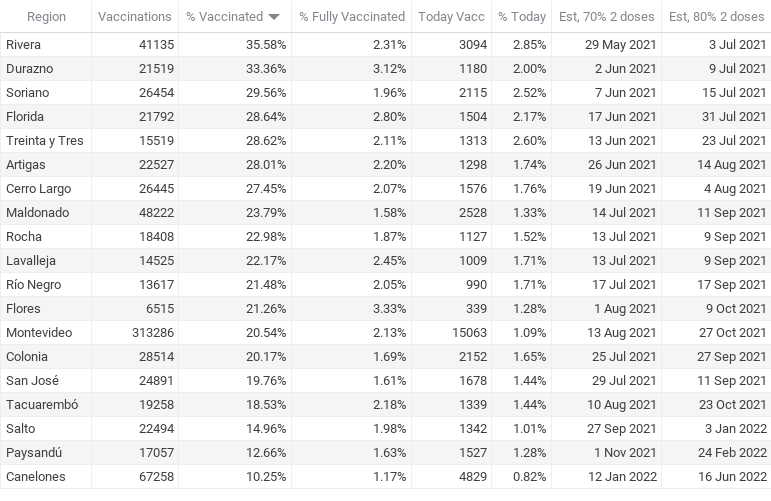 Region Vaccinations % Vaccinated % Fully Vaccinated Today Vacc % Today Est, 70% 2 doses Est, 80% 2 doses
Rivera 41135 35.58% 2.31% 3094 2.85% 29 May 2021 3 Jul 2021
Durazno 21519 33.36% 3.12% 1180 2.00% 2 Jun 2021 9 Jul 2021
Soriano 26454 29.56% 1.96% 2115 2.52% 7 Jun 2021 15 Jul 2021
Florida 21792 28.64% 2.80% 1504 2.17% 17 Jun 2021 31 Jul 2021
Treinta y Tres 15519 28.62% 2.11% 1313 2.60% 13 Jun 2021 23 Jul 2021
Artigas 22527 28.01% 2.20% 1298 1.74% 26 Jun 2021 14 Aug 2021
Cerro Largo 26445 27.45% 2.07% 1576 1.76% 19 Jun 2021 4 Aug 2021
Maldonado 48222 23.79% 1.58% 2528 1.33% 14 Jul 2021 11 Sep 2021
Rocha 18408 22.98% 1.87% 1127 1.52% 13 Jul 2021 9 Sep 2021
Lavalleja 14525 22.17% 2.45% 1009 1.71% 13 Jul 2021 9 Sep 2021
Río Negro 13617 21.48% 2.05% 990 1.71% 17 Jul 2021 17 Sep 2021
Flores 6515 21.26% 3.33% 339 1.28% 1 Aug 2021 9 Oct 2021
Montevideo 313286 20.54% 2.13% 15063 1.09% 13 Aug 2021 27 Oct 2021
Colonia 28514 20.17% 1.69% 2152 1.65% 25 Jul 2021 27 Sep 2021
San José 24891 19.76% 1.61% 1678 1.44% 29 Jul 2021 11 Sep 2021
Tacuarembó 19258 18.53% 2.18% 1339 1.44% 10 Aug 2021 23 Oct 2021
Salto 22494 14.96% 1.98% 1342 1.01% 27 Sep 2021 3 Jan 2022
Paysandú 17057 12.66% 1.63% 1527 1.28% 1 Nov 2021 24 Feb 2022
Canelones 67258 10.25% 1.17% 4829 0.82% 12 Jan 2022 16 Jun 2022